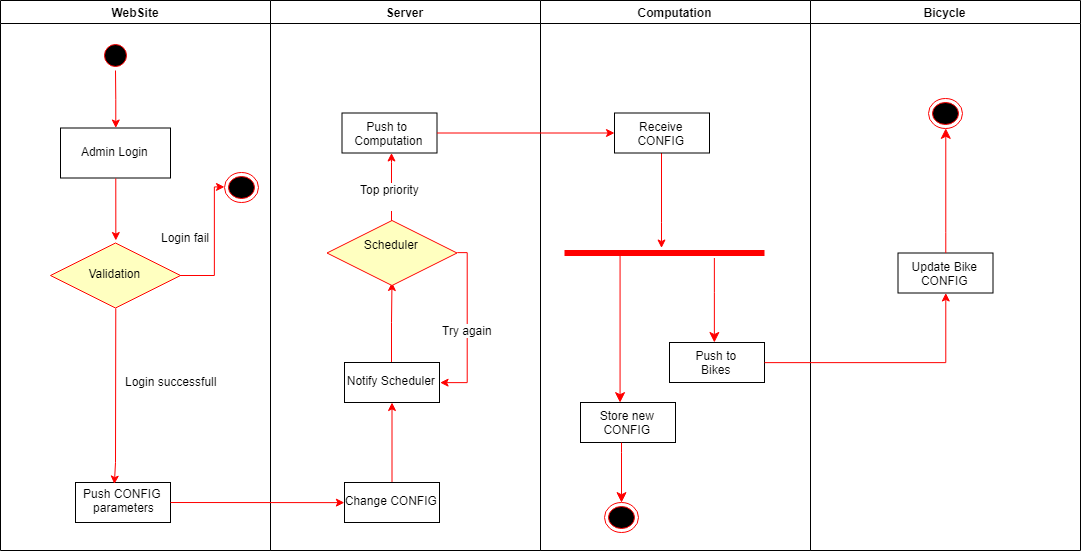 WebSite
Server
Computation
Bicycle
Admin Login
Login fail
Validation
Login successfull
Push CONFIG
parameters
Push to
Computation
Top priority
Scheduler
Try again
Notify Scheduler
Change CONFIG
Receive
CONFIG
Push to
Bikes
Store new
CONFIG
Update Bike
CONFIG